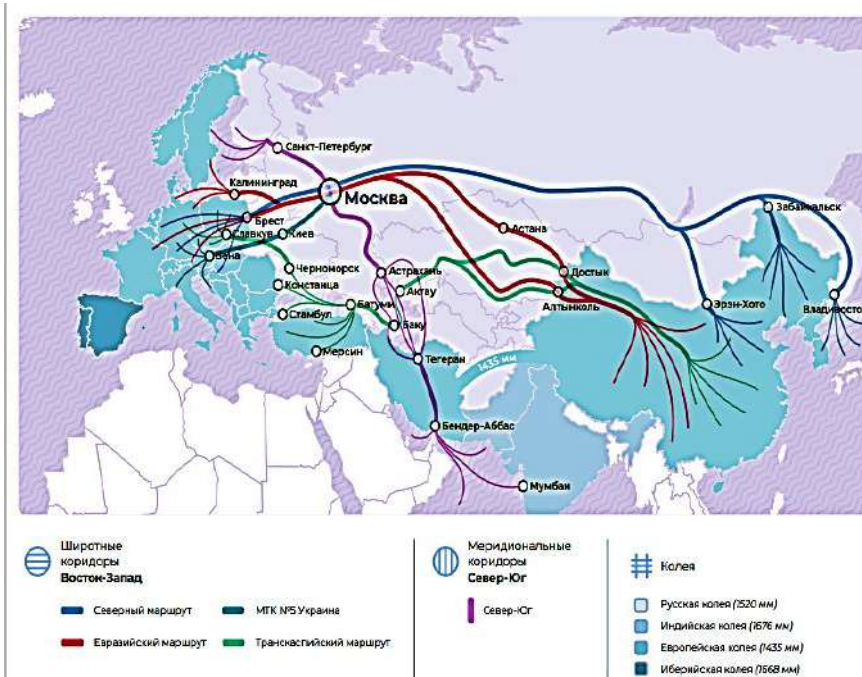 Санкт-Петербург
Калининград
Москва
Брест
Славкув
Киев
Вена
Астана
Забайкальск
Черноморск
Констанца
Астрахань
Актау
Достык
Алтынколь
Эрэн-Хото
Владивосто
Батуми
Стамбул
Баку
Мерсин
Тегеран
1435 мм
Бендер-Аббас
Мумбаи
Широтные
коридоры
Восток-Запад
Северный маршрут
МТК №5 Украина
Евразийский маршрут
Транскаспийский маршрут
Меридиональные
коридоры
Север-Юг
Север-Юг
Колея
Русская колея (1520 мм)
Индийская колея (1676 мм)
Европейская колея (1435 мм)
Иберийская колея (1668 мм)